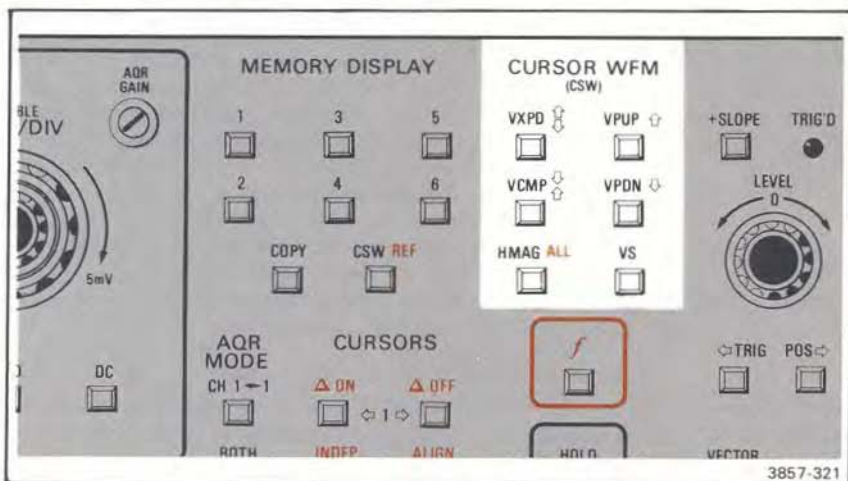 AQR
GAIN
BLE
/DIV
5mV
DC
MEMORY DISPLAY
1 3 5
2 4 6
COPY CSW REF
AQR
MODE
CH 1 ← 1
BOTH
CURSORS
Δ ON Δ OFF
⇦ 1 ⇨
INDEP ALIGN
CURSOR WFM
(CSW)
VXPD ⇧⇩ VPUP ⇧
VCMP ⇩⇧ VPDN ⇩
HMAG ALL VS
f
HOLD
+SLOPE TRIG'D
LEVEL
0
⇦TRIG POS⇨
VECTOR
3857-321